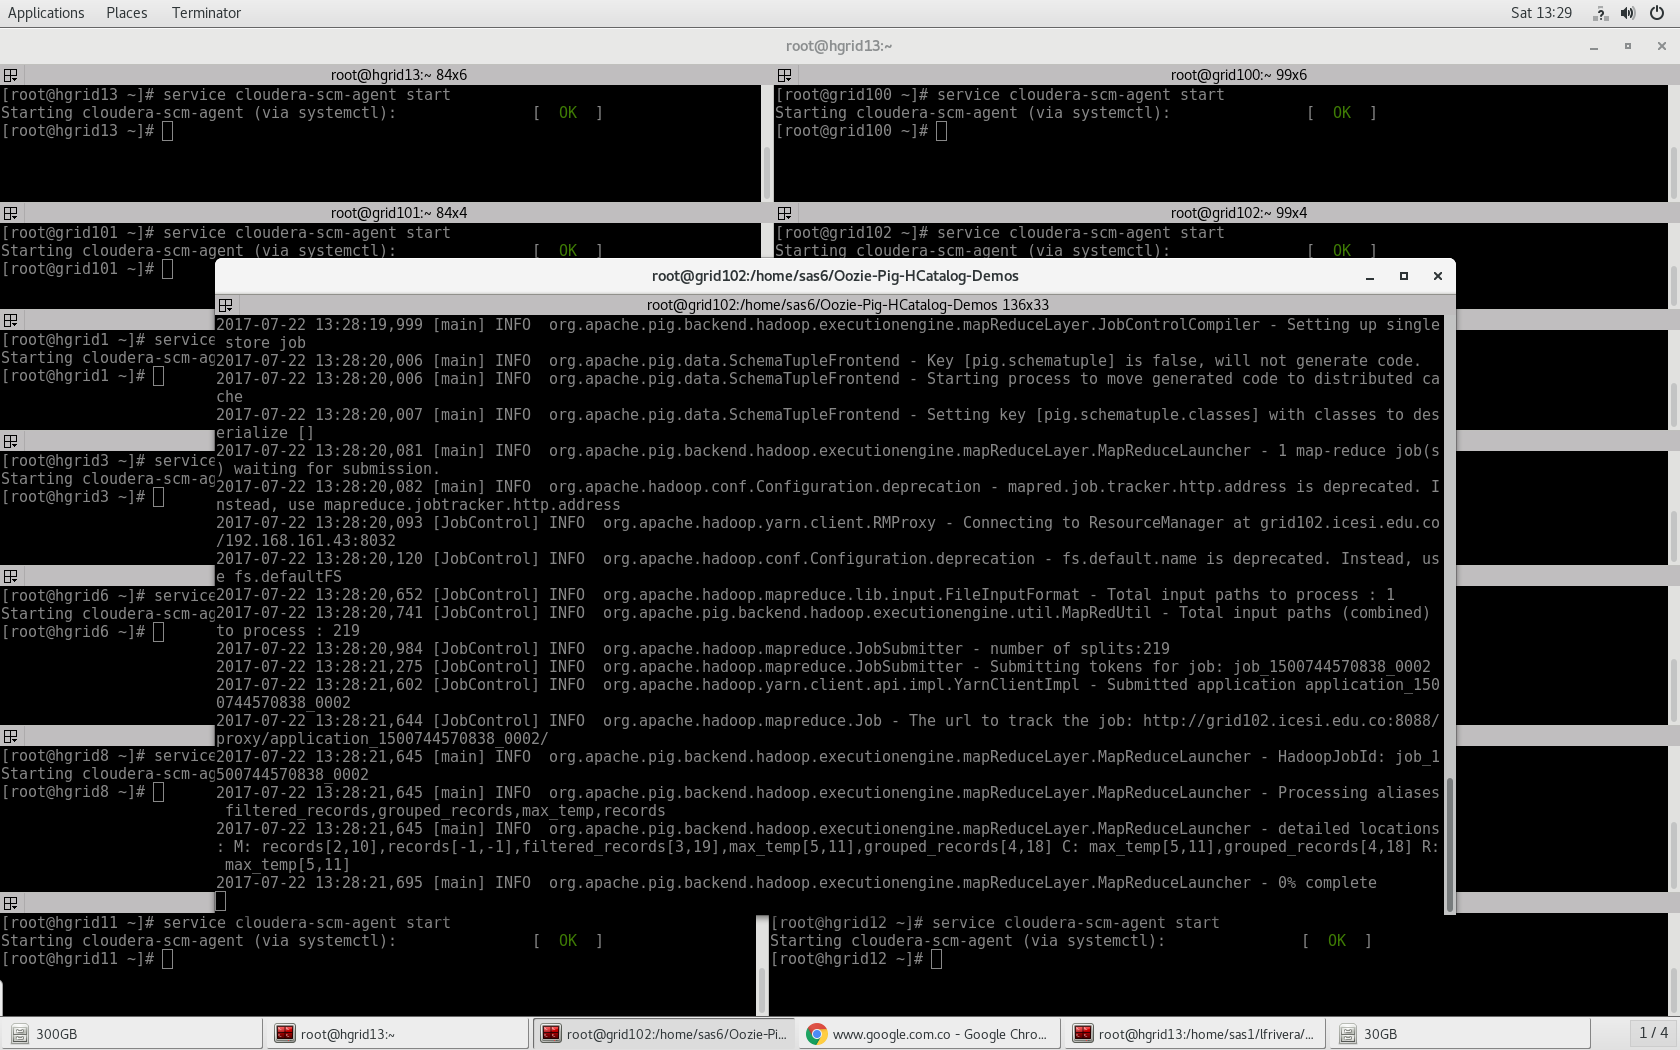 Applications Places Terminator Sat 13:29
root@hgrid13:~
root@hgrid13:~ 84x6
[root@hgrid13 ~]# service cloudera-scm-agent start
Starting cloudera-scm-agent (via systemctl): [ OK ]
[root@hgrid13 ~]#
root@grid100:~ 99x6
[root@grid100 ~]# service cloudera-scm-agent start
Starting cloudera-scm-agent (via systemctl): [ OK ]
[root@grid100 ~]#
root@grid101:~ 84x4
[root@grid101 ~]# service cloudera-scm-agent start
Starting cloudera-scm-agent (via systemctl): [ OK ]
[root@grid101 ~]#
root@grid102:~ 99x4
[root@grid102 ~]# service cloudera-scm-agent start
Starting cloudera-scm-agent (via systemctl): [ OK ]
[root@hgrid1 ~]# service
Starting cloudera-scm-ag
[root@hgrid1 ~]#
[root@hgrid3 ~]# service
Starting cloudera-scm-ag
[root@hgrid3 ~]#
[root@hgrid6 ~]# service
Starting cloudera-scm-ag
[root@hgrid6 ~]#
[root@hgrid8 ~]# service
Starting cloudera-scm-ag
[root@hgrid8 ~]#
root@grid102:/home/sas6/Oozie-Pig-HCatalog-Demos
root@grid102:/home/sas6/Oozie-Pig-HCatalog-Demos 136x33
2017-07-22 13:28:19,999 [main] INFO  org.apache.pig.backend.hadoop.executionengine.mapReduceLayer.JobControlCompiler - Setting up single
 store job
2017-07-22 13:28:20,006 [main] INFO  org.apache.pig.data.SchemaTupleFrontend - Key [pig.schematuple] is false, will not generate code.
2017-07-22 13:28:20,006 [main] INFO  org.apache.pig.data.SchemaTupleFrontend - Starting process to move generated code to distributed ca
che
2017-07-22 13:28:20,007 [main] INFO  org.apache.pig.data.SchemaTupleFrontend - Setting key [pig.schematuple.classes] with classes to des
erialize []
2017-07-22 13:28:20,081 [main] INFO  org.apache.pig.backend.hadoop.executionengine.mapReduceLayer.MapReduceLauncher - 1 map-reduce job(s
) waiting for submission.
2017-07-22 13:28:20,082 [main] INFO  org.apache.hadoop.conf.Configuration.deprecation - mapred.job.tracker.http.address is deprecated. I
nstead, use mapreduce.jobtracker.http.address
2017-07-22 13:28:20,093 [JobControl] INFO  org.apache.hadoop.yarn.client.RMProxy - Connecting to ResourceManager at grid102.icesi.edu.co
/192.168.161.43:8032
2017-07-22 13:28:20,120 [JobControl] INFO  org.apache.hadoop.conf.Configuration.deprecation - fs.default.name is deprecated. Instead, us
e fs.defaultFS
2017-07-22 13:28:20,652 [JobControl] INFO  org.apache.hadoop.mapreduce.lib.input.FileInputFormat - Total input paths to process : 1
2017-07-22 13:28:20,741 [JobControl] INFO  org.apache.pig.backend.hadoop.executionengine.util.MapRedUtil - Total input paths (combined)
to process : 219
2017-07-22 13:28:20,984 [JobControl] INFO  org.apache.hadoop.mapreduce.JobSubmitter - number of splits:219
2017-07-22 13:28:21,275 [JobControl] INFO  org.apache.hadoop.mapreduce.JobSubmitter - Submitting tokens for job: job_1500744570838_0002
2017-07-22 13:28:21,602 [JobControl] INFO  org.apache.hadoop.yarn.client.api.impl.YarnClientImpl - Submitted application application_150
0744570838_0002
2017-07-22 13:28:21,644 [JobControl] INFO  org.apache.hadoop.mapreduce.Job - The url to track the job: http://grid102.icesi.edu.co:8088/
proxy/application_1500744570838_0002/
2017-07-22 13:28:21,645 [main] INFO  org.apache.pig.backend.hadoop.executionengine.mapReduceLayer.MapReduceLauncher - HadoopJobId: job_1
500744570838_0002
2017-07-22 13:28:21,645 [main] INFO  org.apache.pig.backend.hadoop.executionengine.mapReduceLayer.MapReduceLauncher - Processing aliases
 filtered_records,grouped_records,max_temp,records
2017-07-22 13:28:21,645 [main] INFO  org.apache.pig.backend.hadoop.executionengine.mapReduceLayer.MapReduceLauncher - detailed locations
: M: records[2,10],records[-1,-1],filtered_records[3,19],max_temp[5,11],grouped_records[4,18] C: max_temp[5,11],grouped_records[4,18] R:
 max_temp[5,11]
2017-07-22 13:28:21,695 [main] INFO  org.apache.pig.backend.hadoop.executionengine.mapReduceLayer.MapReduceLauncher - 0% complete
[root@hgrid11 ~]# service cloudera-scm-agent start
Starting cloudera-scm-agent (via systemctl): [ OK ]
[root@hgrid11 ~]#
[root@hgrid12 ~]# service cloudera-scm-agent start
Starting cloudera-scm-agent (via systemctl): [ OK ]
[root@hgrid12 ~]#
300GB root@hgrid13:~ root@grid102:/home/sas6/Oozie-Pi... www.google.com.co - Google Chro... root@hgrid13:/home/sas1/lfrivera/... 30GB 1 / 4